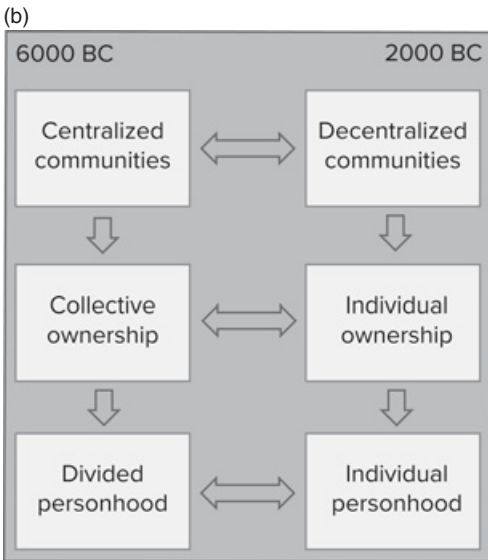 (b)
6000 BC 2000 BC
Centralized
communities
Decentralized
communities
Collective
ownership
Individual
ownership
Divided
personhood
Individual
personhood